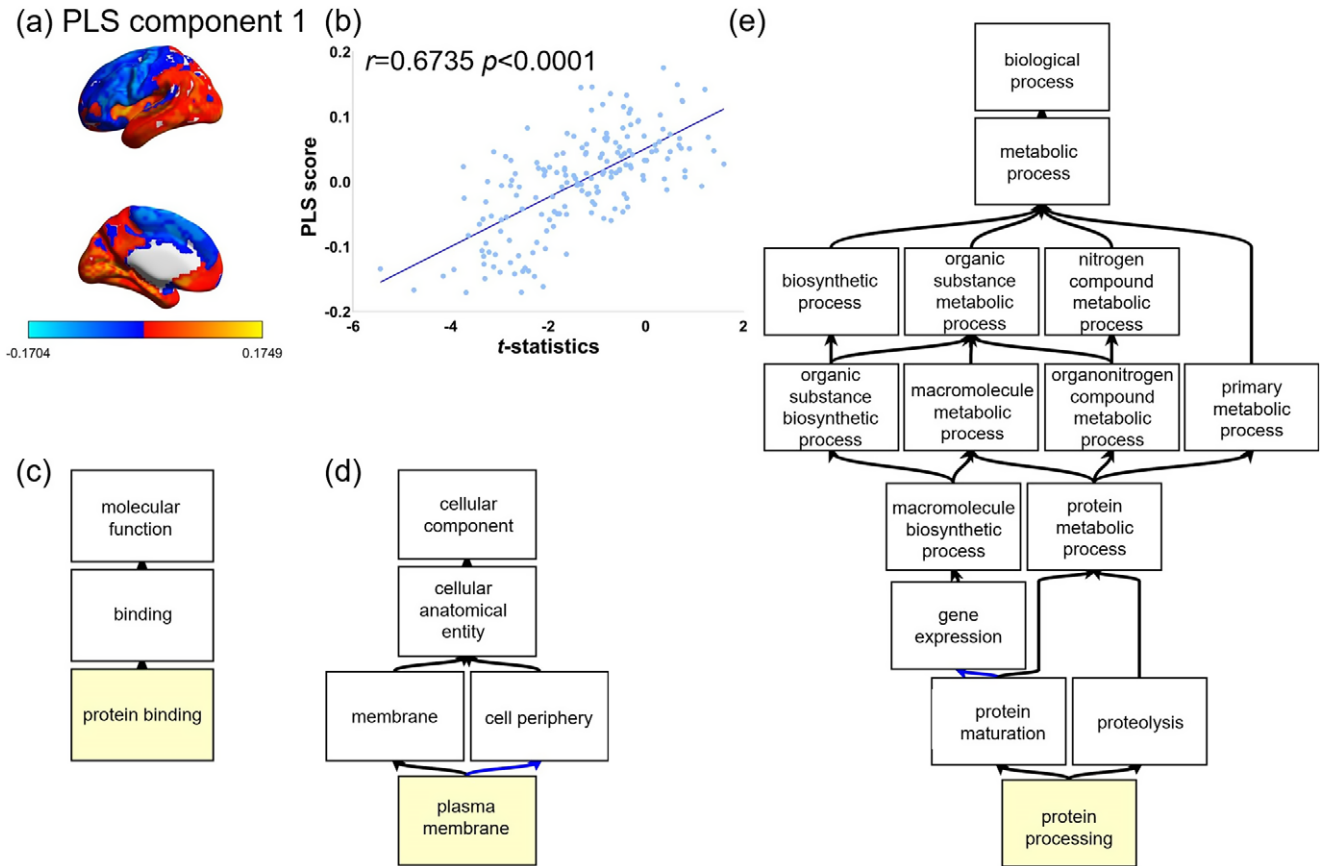 (a) PLS component 1
-0.1704
0.1749
(b)
r=0.6735 p<0.0001
PLS score
0.2
0.1
0.0
-0.1
-0.2
-6
-4
-2
0
2
t-statistics
(c)
molecular
function
binding
protein binding
(d)
cellular
component
cellular
anatomical
entity
membrane
cell periphery
plasma
membrane
(e)
biological
process
metabolic
process
biosynthetic
process
organic
substance
metabolic
process
nitrogen
compound
metabolic
process
organic
substance
biosynthetic
process
macromolecule
metabolic
process
organonitrogen
compound
metabolic
process
primary
metabolic
process
macromolecule
biosynthetic
process
protein
metabolic
process
gene
expression
protein
maturation
proteolysis
protein
processing